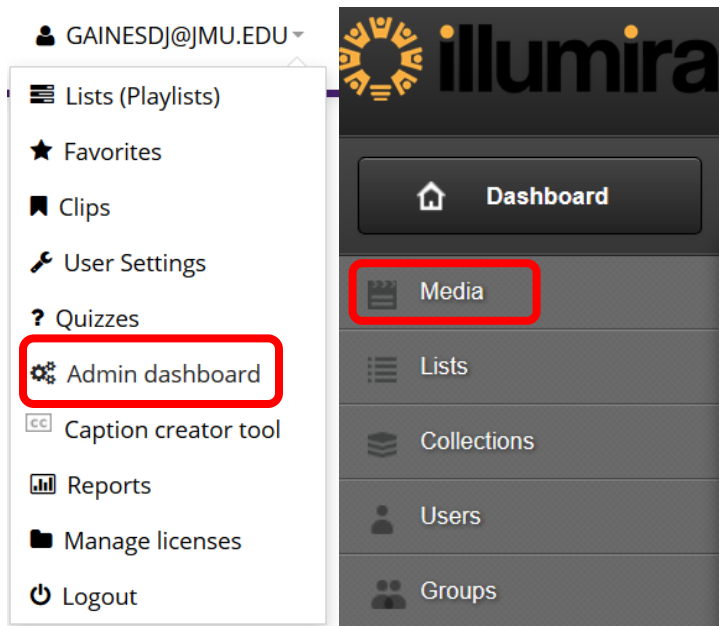 GAINESDJ@JMU.EDU
Lists (Playlists)
Favorites
Clips
User Settings
? Quizzes
Admin dashboard
CC Caption creator tool
Reports
Manage licenses
Logout
illumira
Dashboard
Media
Lists
Collections
Users
Groups